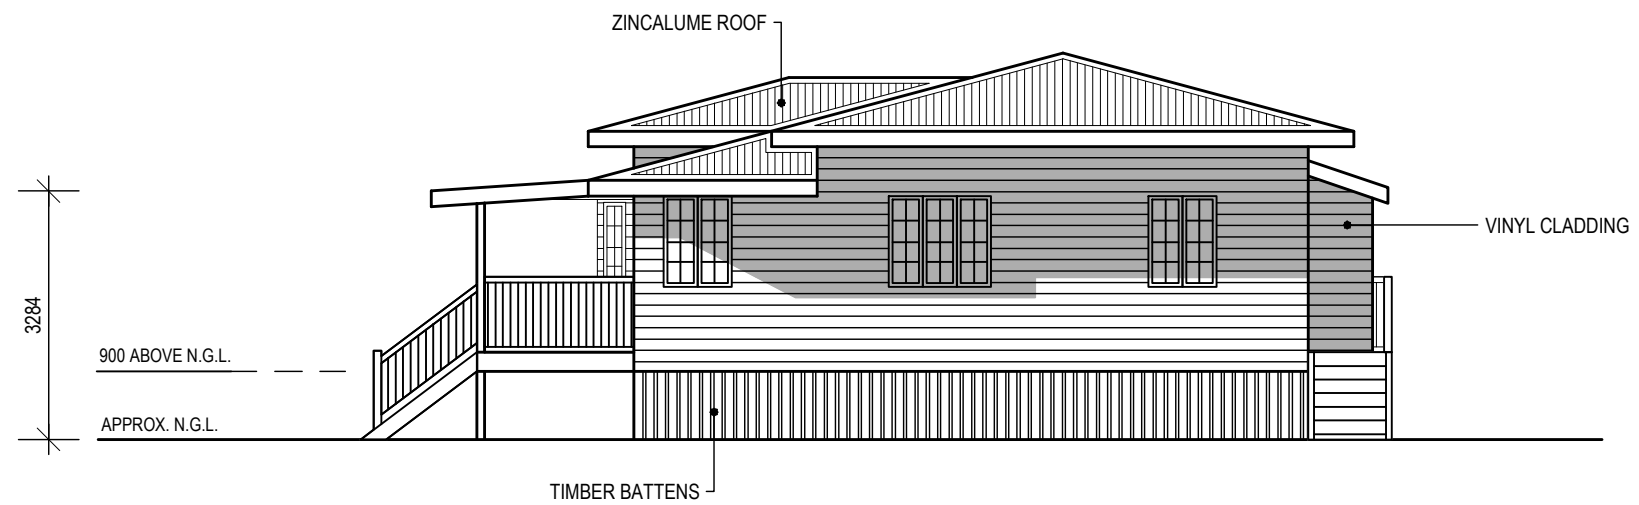 ZINCALUME ROOF
VINYL CLADDING
3284
900 ABOVE N.G.L.
APPROX. N.G.L.
TIMBER BATTENS